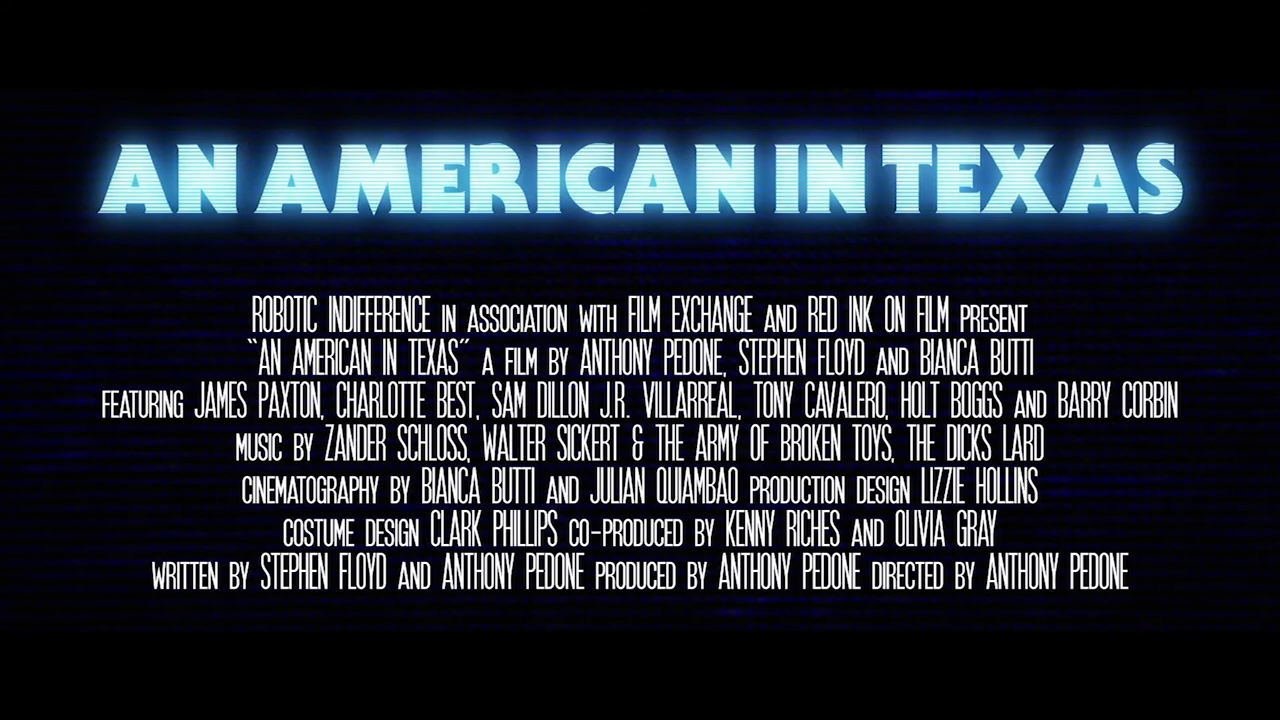 AN AMERICAN IN TEXAS
ROBOTIC INDIFFERENCE IN ASSOCIATION WITH FILM EXCHANGE AND RED INK ON FILM PRESENT
“AN AMERICAN IN TEXAS” A FILM BY ANTHONY PEDONE, STEPHEN FLOYD AND BIANCA BUTTI
FEATURING JAMES PAXTON, CHARLOTTE BEST, SAM DILLON J.R. VILLARREAL, TONY CAVALERO, HOLT BOGGS AND BARRY CORBIN
MUSIC BY ZANDER SCHLOSS, WALTER SICKERT & THE ARMY OF BROKEN TOYS, THE DICKS LARD
CINEMATOGRAPHY BY BIANCA BUTTI AND JULIAN QUIAMBAO PRODUCTION DESIGN LIZZIE HOLLINS
COSTUME DESIGN CLARK PHILLIPS CO-PRODUCED BY KENNY RICHES AND OLIVIA GRAY
WRITTEN BY STEPHEN FLOYD AND ANTHONY PEDONE PRODUCED BY ANTHONY PEDONE DIRECTED BY ANTHONY PEDONE